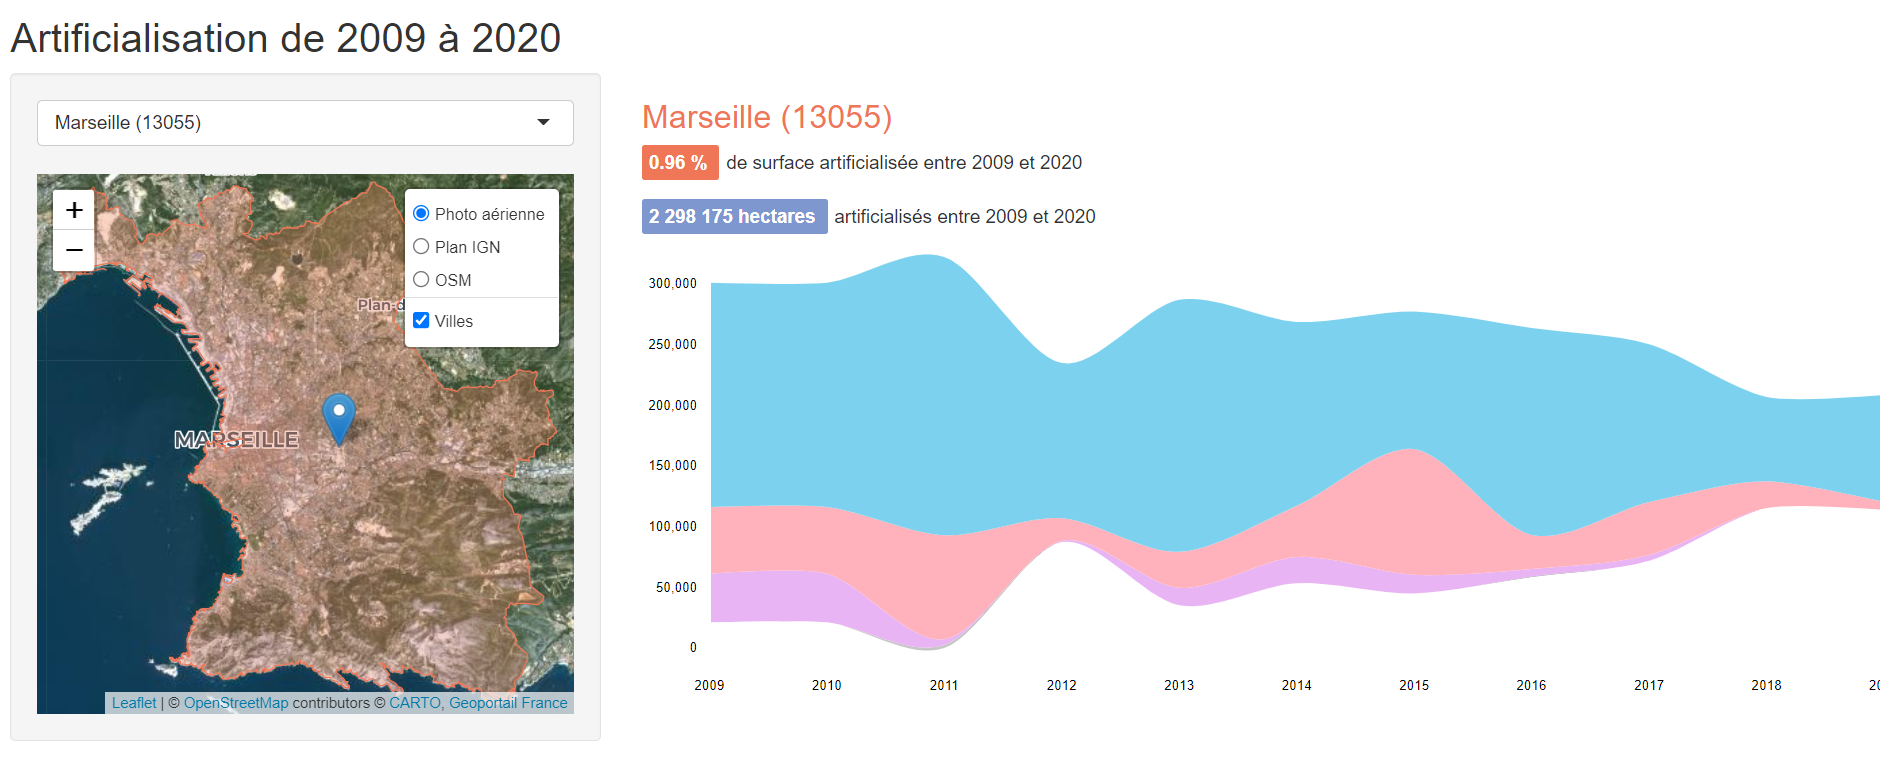 Artificialisation de 2009 à 2020
Marseille (13055)
+
−
Photo aérienne
Plan IGN
OSM
Villes
Plan-d
MARSEILLE
Leaflet | © OpenStreetMap contributors © CARTO, Geoportail France
Marseille (13055)
0.96 % de surface artificialisée entre 2009 et 2020
2 298 175 hectares artificialisés entre 2009 et 2020
300,000
250,000
200,000
150,000
100,000
50,000
0
2009 2010 2011 2012 2013 2014 2015 2016 2017 2018 20